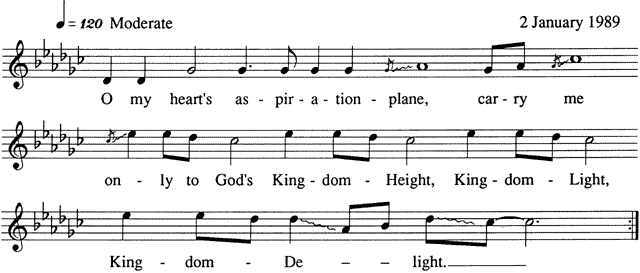 ♩ = 120 Moderate 2 January 1989
O my heart's as - pir - a - tion - plane, car - ry me
on - ly to God's King - dom - Height, King - dom - Light,
King - dom - De - - light.